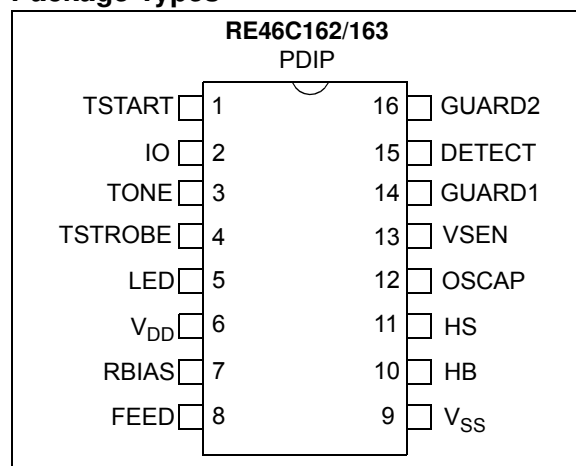 Package Types
RE46C162/163
PDIP
TSTART 1 16 GUARD2
IO 2 15 DETECT
TONE 3 14 GUARD1
TSTROBE 4 13 VSEN
LED 5 12 OSCAP
VDD 6 11 HS
RBIAS 7 10 HB
FEED 8 9 VSS